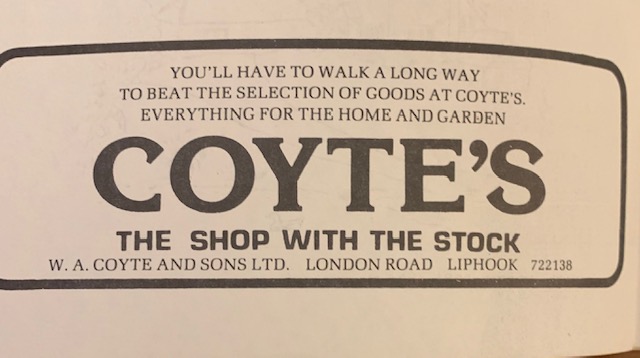 YOU'LL HAVE TO WALK A LONG WAY
TO BEAT THE SELECTION OF GOODS AT COYTE'S.
EVERYTHING FOR THE HOME AND GARDEN
COYTE'S
THE SHOP WITH THE STOCK
W. A. COYTE AND SONS LTD. LONDON ROAD LIPHOOK 722138